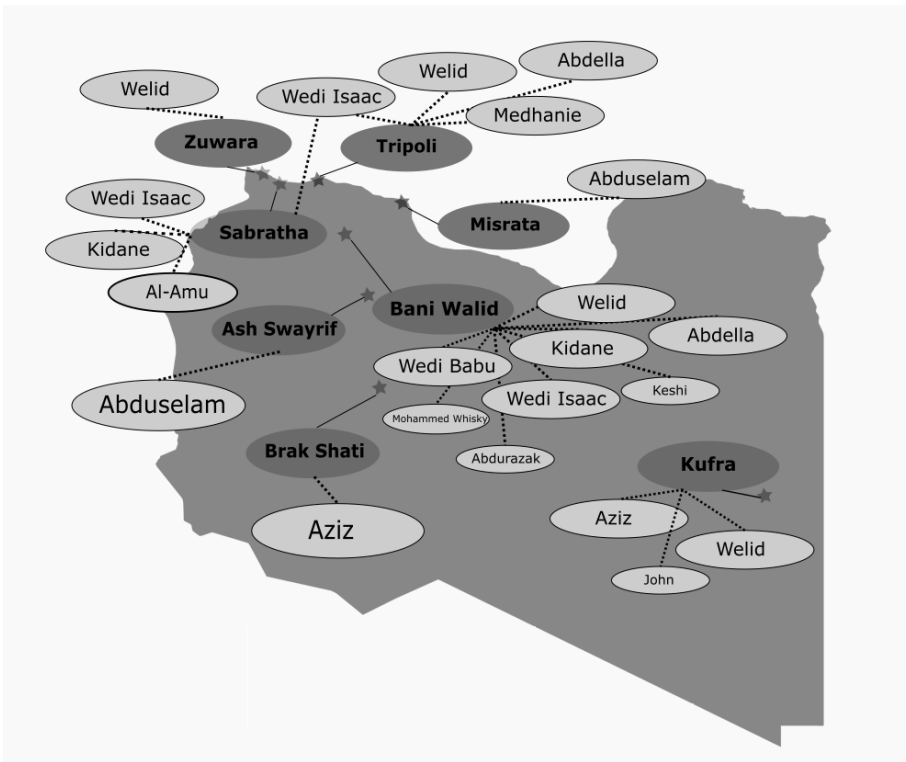 Abdella
Welid
Welid
Wedi Isaac
Medhanie
Zuwara
Tripoli
Abduselam
Wedi Isaac
Misrata
Sabratha
Kidane
Al-Amu
Welid
Bani Walid
Ash Swayrif
Abdella
Kidane
Wedi Babu
Keshi
Wedi Isaac
Abduselam
Mohammed Whisky
Brak Shati
Abdurazak
Kufra
Aziz
Aziz
Welid
John